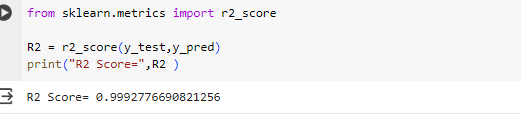 from sklearn.metrics import r2_score
R2 = r2_score(y_test,y_pred)
print("R2 Score=",R2 )
R2 Score= 0.9992776690821256